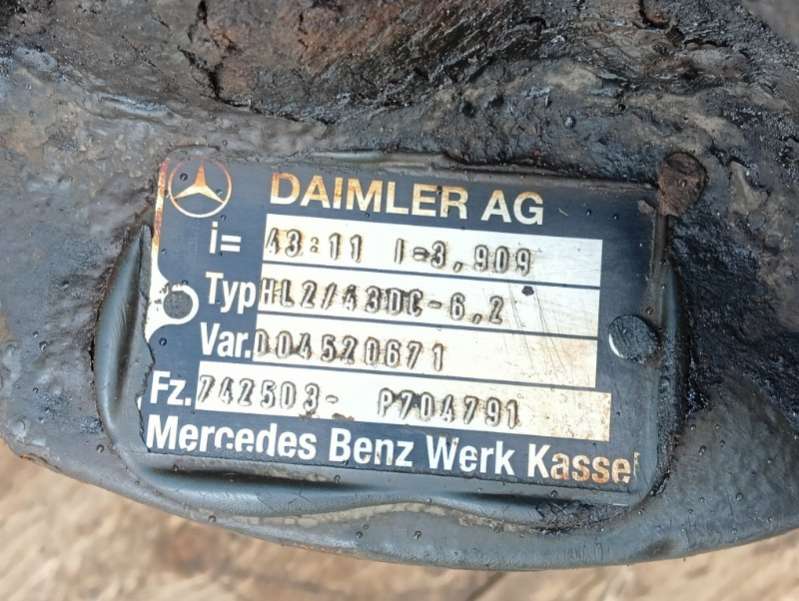 DAIMLER AG
i= 43:11 I=3,909
Typ HL2/43DC-6,2
Var. D04520671
Fz. 742503- P704791
Mercedes Benz Werk Kassel